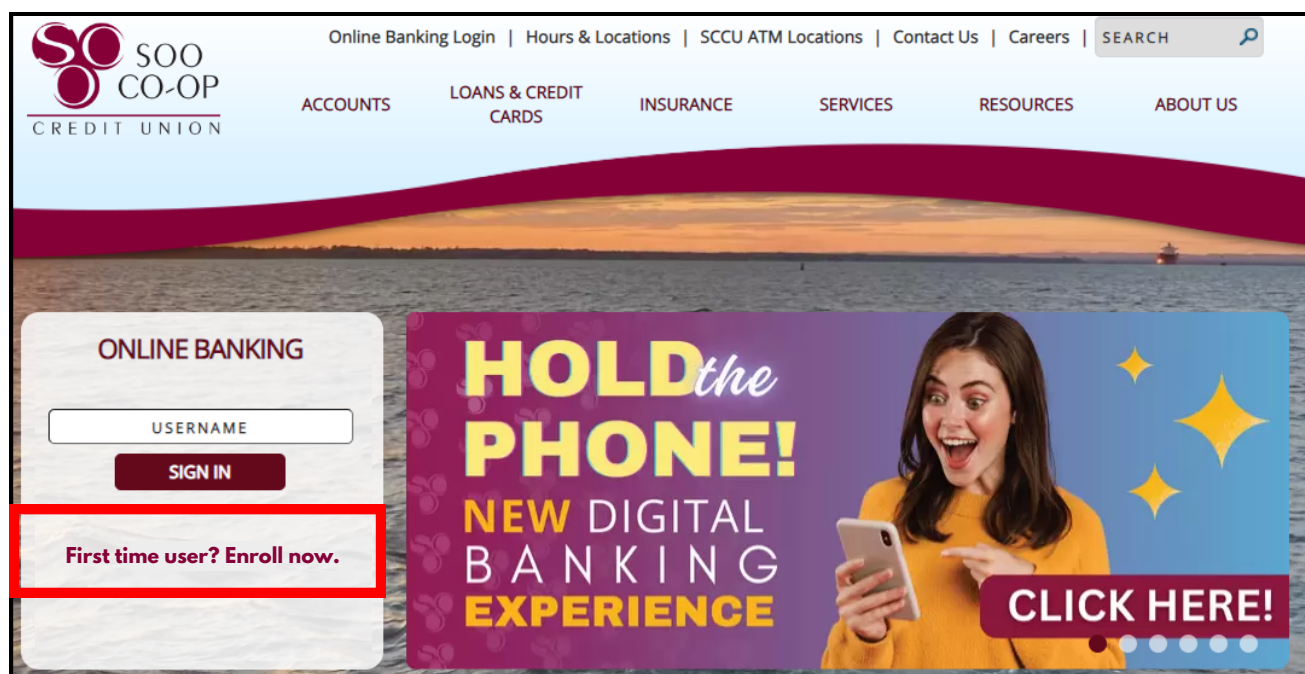 SOO
CO-OP
CREDIT UNION
Online Banking Login | Hours & Locations | SCCU ATM Locations | Contact Us | Careers | SEARCH
ACCOUNTS
LOANS & CREDIT
CARDS
INSURANCE
SERVICES
RESOURCES
ABOUT US
ONLINE BANKING
USERNAME
SIGN IN
First time user? Enroll now.
HOLD the
PHONE!
NEW DIGITAL
BANKING
EXPERIENCE
CLICK HERE!